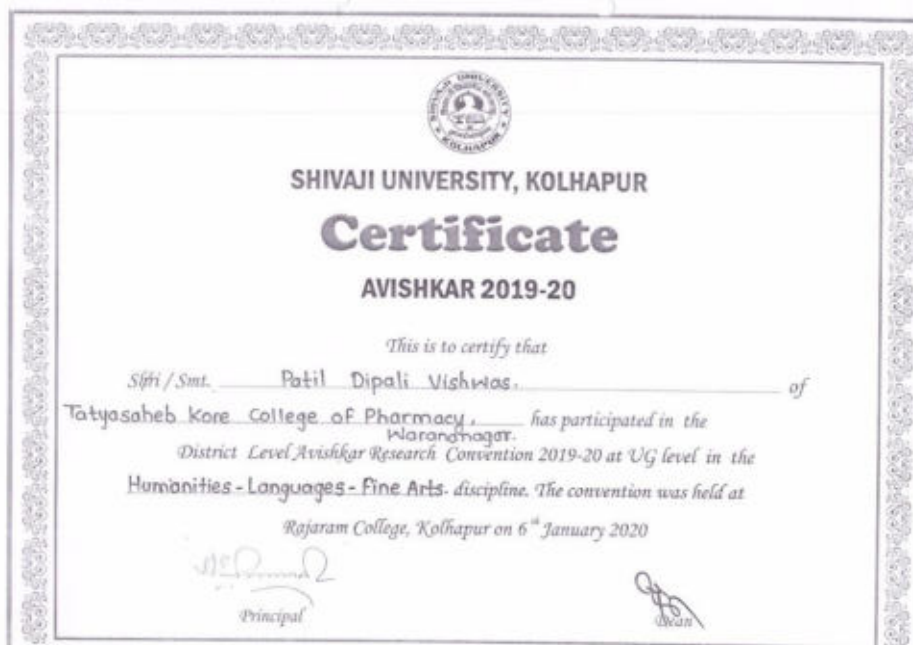 SHIVAJI UNIVERSITY
KOLHAPUR
SHIVAJI UNIVERSITY, KOLHAPUR
Certificate
AVISHKAR 2019-20
This is to certify that
Shri / Smt. Patil Dipali Vishwas. of
Tatyasaheb Kore College of Pharmacy, has participated in the
Warananagar.
District Level Avishkar Research Convention 2019-20 at UG level in the
Humanities - Languages - Fine Arts. discipline. The convention was held at
Rajaram College, Kolhapur on 6th January 2020
Principal
Dean